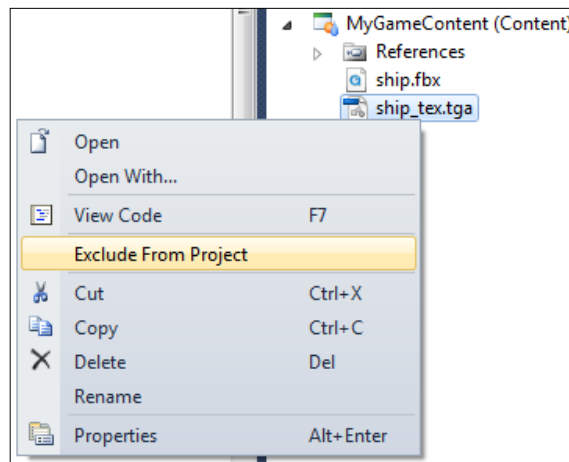 MyGameContent (Content)
References
ship.fbx
ship_tex.tga
Open
Open With...
View Code F7
Exclude From Project
Cut Ctrl+X
Copy Ctrl+C
Delete Del
Rename
Properties Alt+Enter